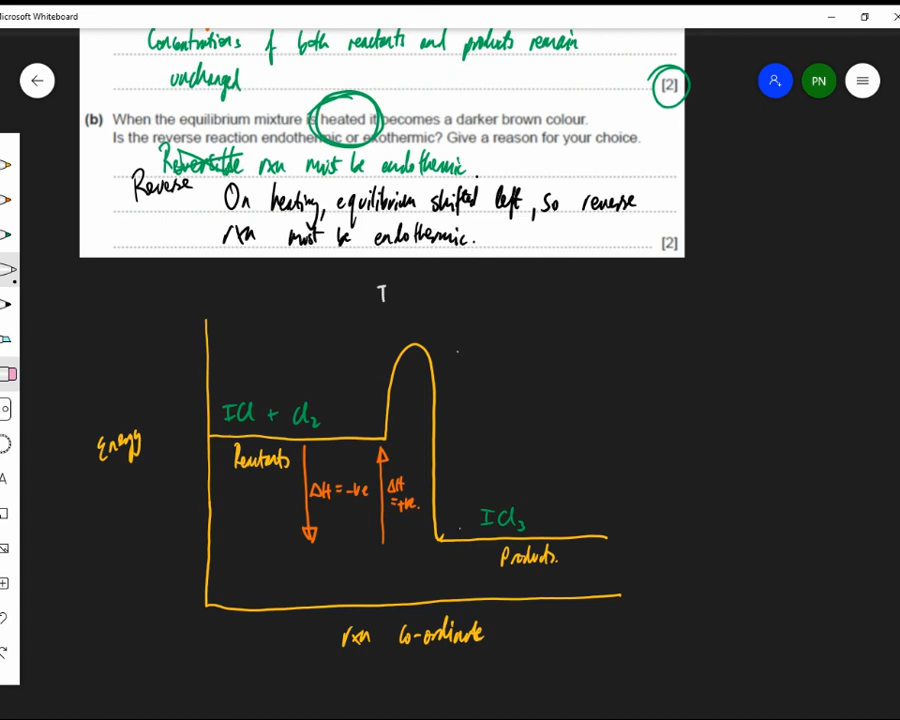 Microsoft Whiteboard
Concentrations of both reactants and products remain
unchanged
[2]
PN
(b) When the equilibrium mixture is heated it becomes a darker brown colour.
Is the reverse reaction endothermic or exothermic? Give a reason for your choice.
Reversible rxn must be endothermic.
Reverse
On heating, equilibrium shifted left, so reverse
rxn must be endothermic.
[2]
T
ICl + Cl2
Energy
Reactants
ΔH = -ve
ΔH
= +ve.
ICl3
Products.
rxn co-ordinate